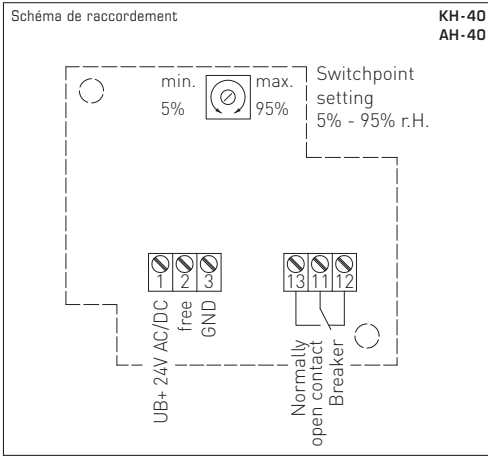 Schéma de raccordement
KH-40
AH-40
min.
max.
5%
95%
Switchpoint
setting
5% - 95% r.H.
1 2 3
13 11 12
UB+ 24V AC/DC
free
GND
Normally
open contact
Breaker